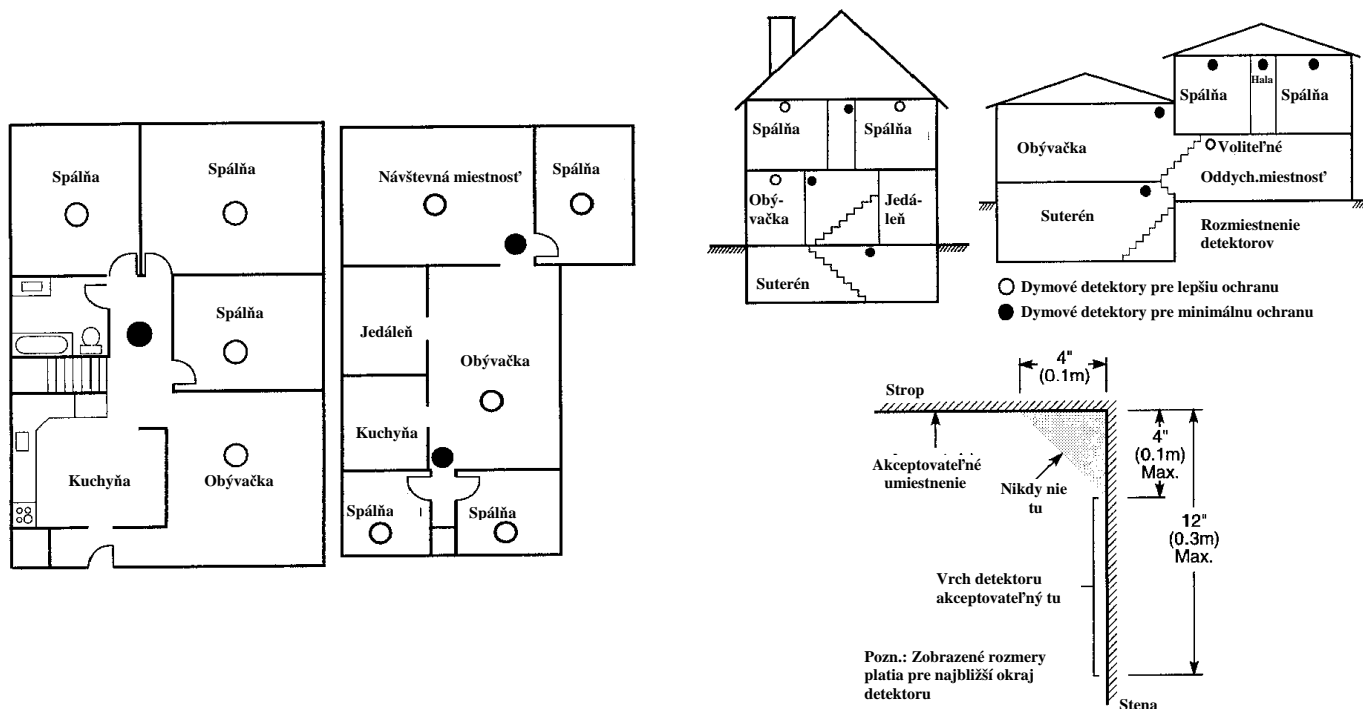 Spálňa
Spálňa
Spálňa
Kuchyňa
Obývačka
Návštevná miestnosť
Spálňa
Jedáleň
Obývačka
Kuchyňa
Spálňa
Spálňa
Spálňa
Spálňa
Obý-
vačka
Jedá-
leň
Suterén
Spálňa
Hala
Spálňa
Obývačka
Voliteľné
Oddych.miestnosť
Suterén
Rozmiestnenie
detektorov
Dymové detektory pre lepšiu ochranu
Dymové detektory pre minimálnu ochranu
4"
(0.1m)
Strop
4"
(0.1m)
Max.
Akceptovateľné
umiestnenie
Nikdy nie
tu
12"
(0.3m)
Max.
Vrch detektoru
akceptovateľný tu
Pozn.: Zobrazené rozmery
platia pre najbližší okraj
detektoru
Stena